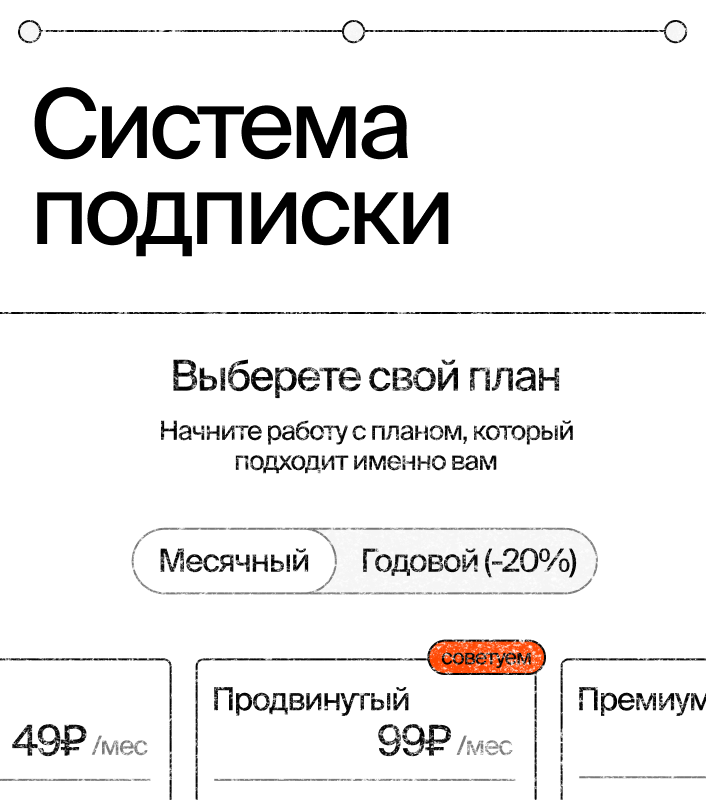 Система
подписки
Выберете свой план
Начните работу с планом, который
подходит именно вам
Месячный
Годовой (-20%)
советуем
49₽ /мес
Продвинутый
99₽ /мес
Премиум